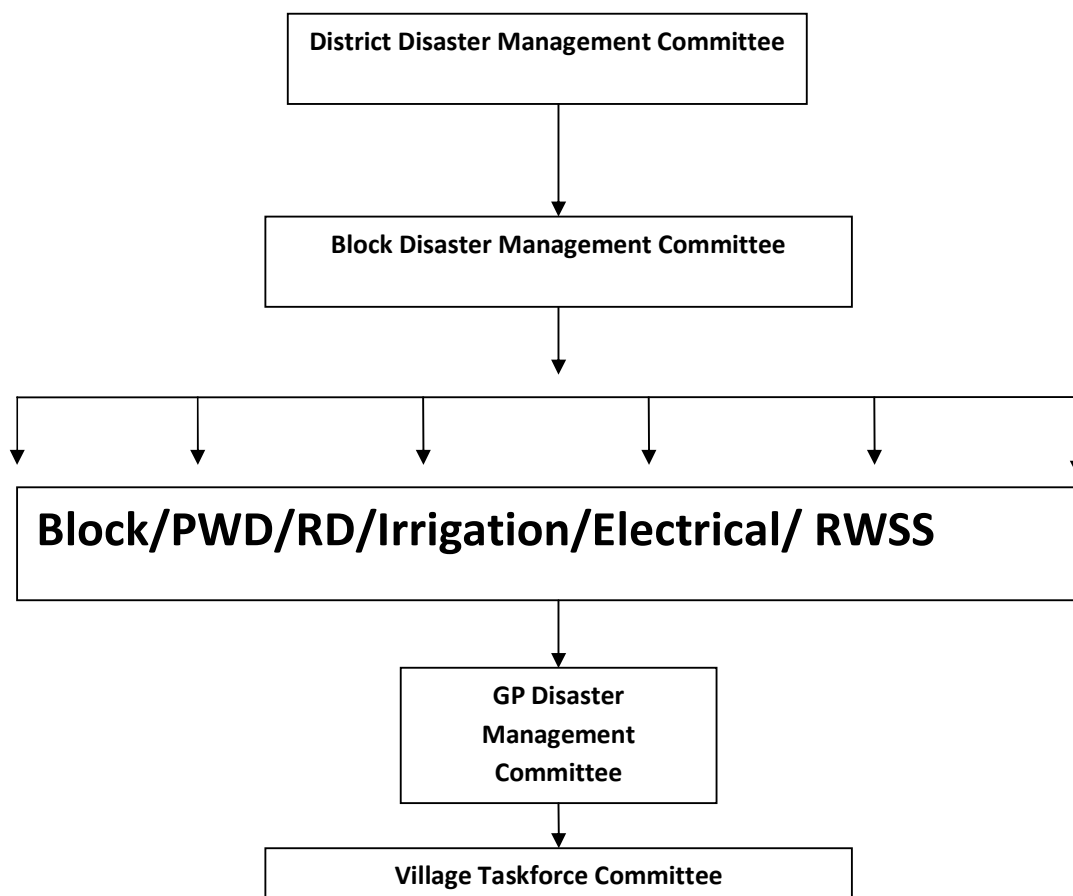 District Disaster Management Committee
Block Disaster Management Committee
Block/PWD/RD/Irrigation/Electrical/ RWSS
GP Disaster
Management
Committee
Village Taskforce Committee